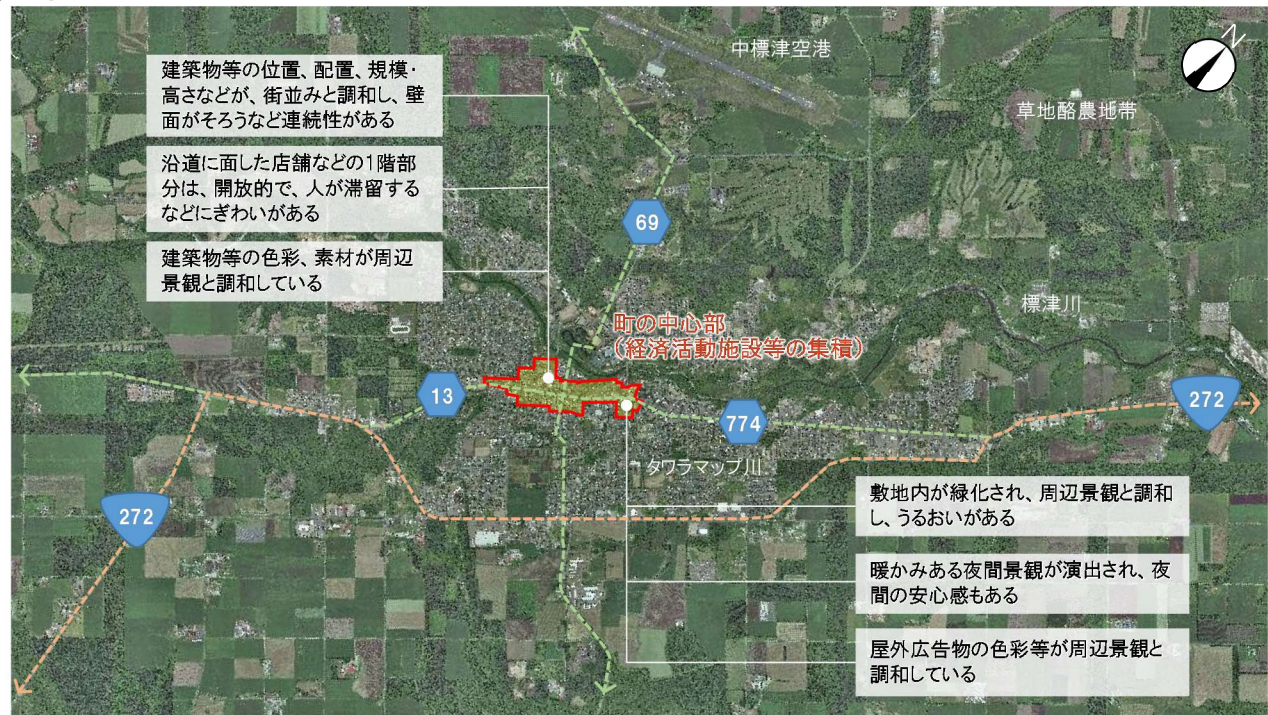 中標津空港
N
建築物等の位置、配置、規模・
高さなどが、街並みと調和し、壁
面がそろうなど連続性がある
草地酪農地帯
沿道に面した店舗などの1階部
分は、開放的で、人が滞留する
などにぎわいがある
69
建築物等の色彩、素材が周辺
景観と調和している
標津川
町の中心部
(経済活動施設等の集積)
13
774
272
タワラマップ川
272
敷地内が緑化され、周辺景観と調和
し、うるおいがある
暖かみある夜間景観が演出され、夜
間の安心感もある
屋外広告物の色彩等が周辺景観と
調和している